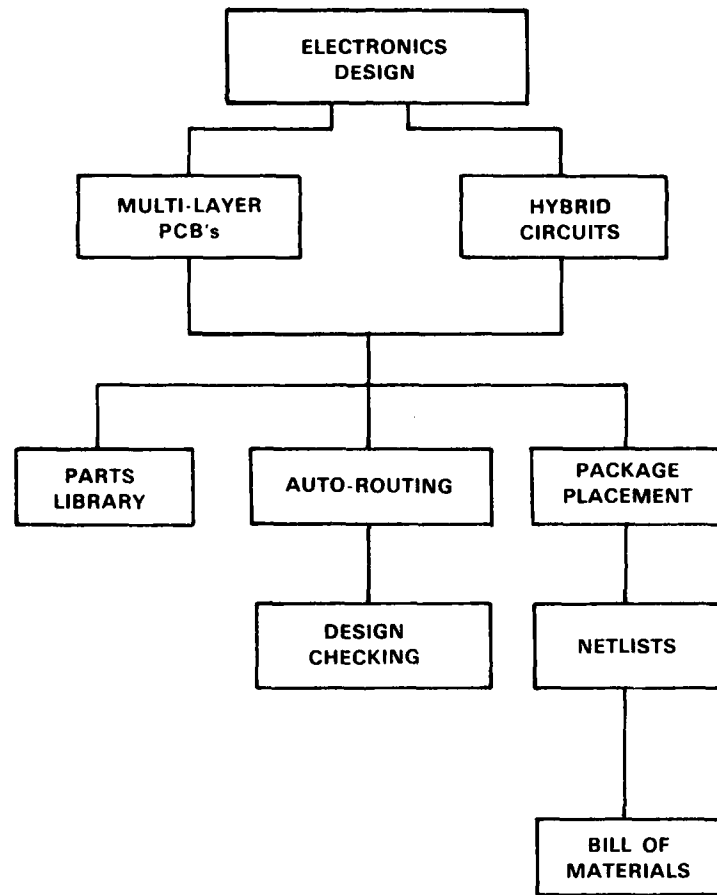 ELECTRONICS
DESIGN
MULTI-LAYER
PCB's
HYBRID
CIRCUITS
PARTS
LIBRARY
AUTO-ROUTING
PACKAGE
PLACEMENT
DESIGN
CHECKING
NETLISTS
BILL OF
MATERIALS